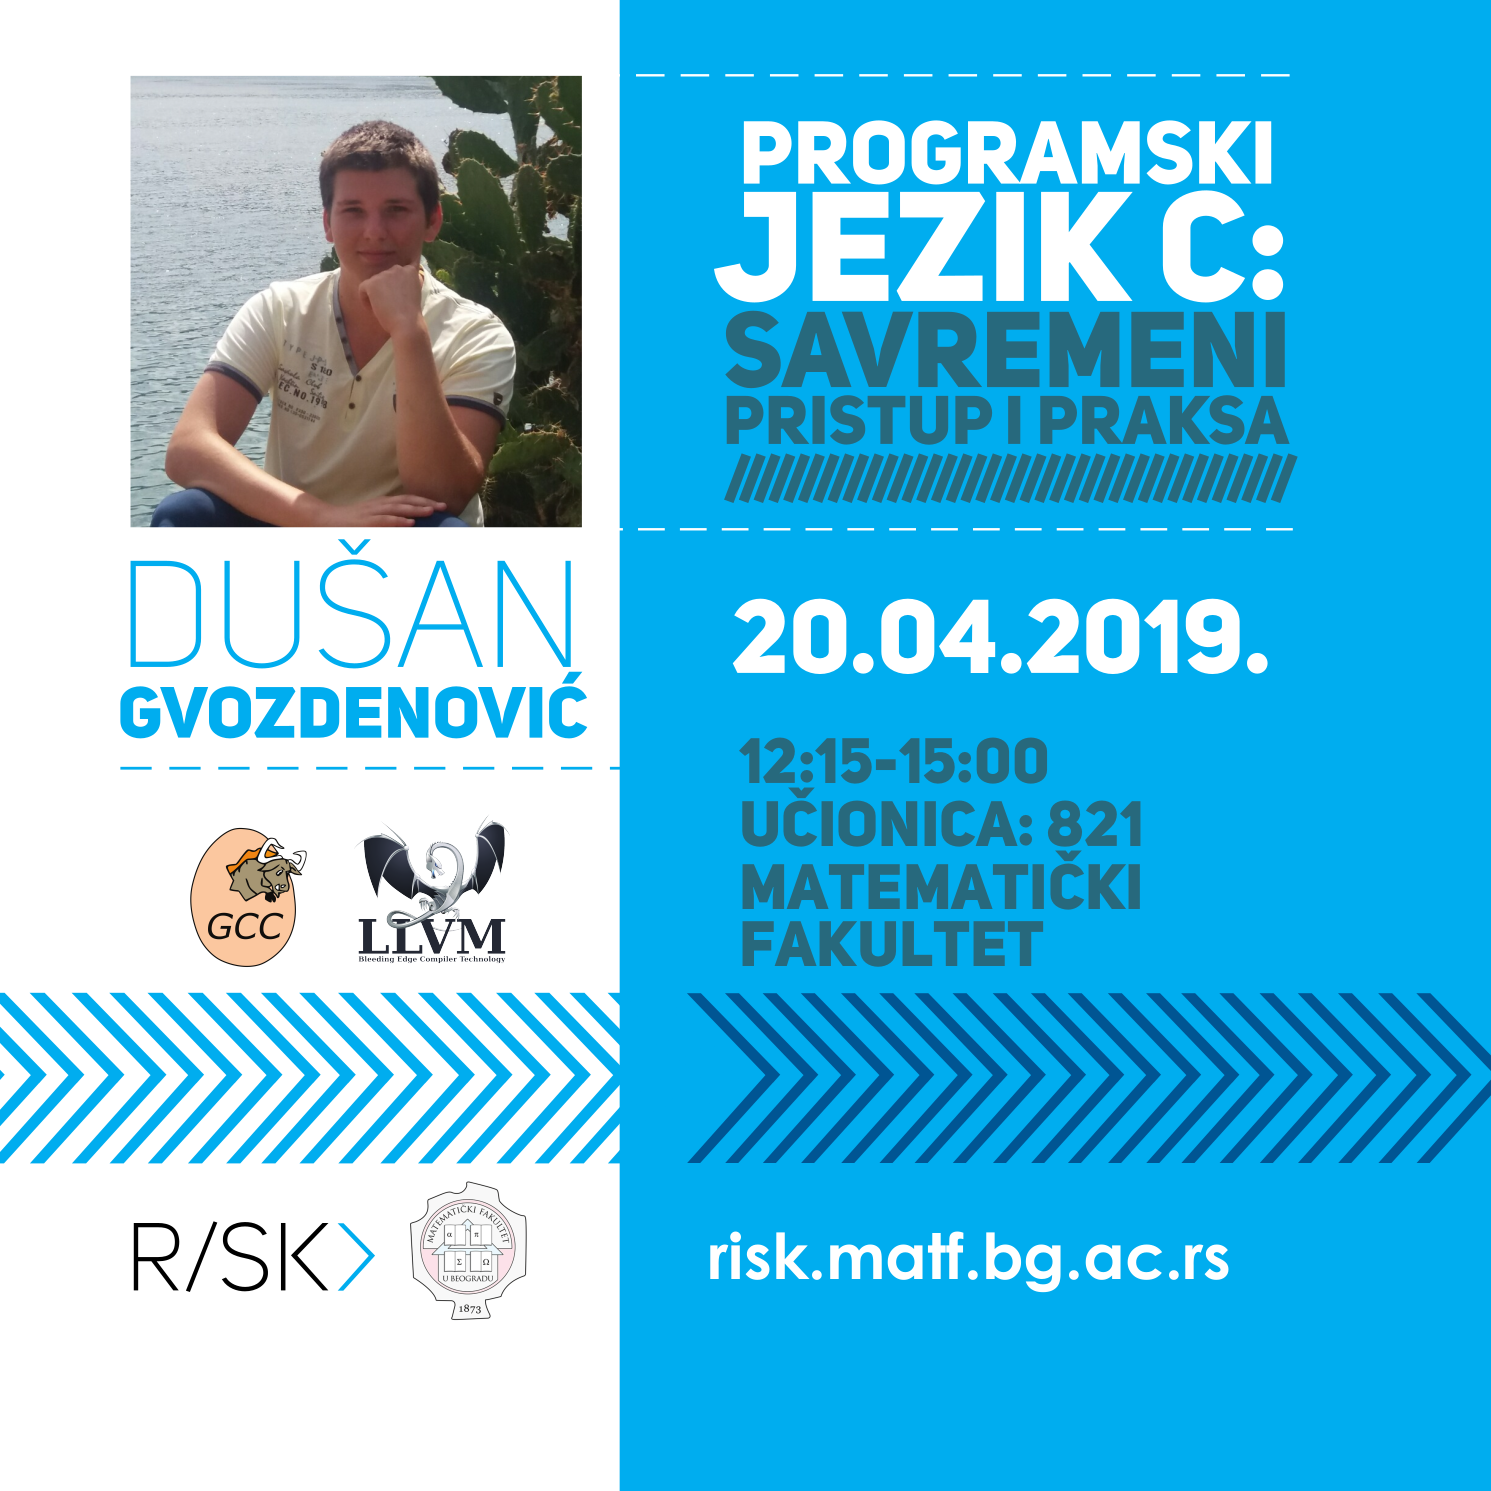 PROGRAMSKI
JEZIK C:
SAVREMENI
PRISTUP I PRAKSA
DUŠAN
GVOZDENOVIĆ
20.04.2019.
12:15-15:00
UČIONICA: 821
MATEMATIČKI
FAKULTET
GCC
LLVM
Bleeding Edge Compiler Technology
R/SK>
MATEMATIČKI FAKULTET
α π
Σ Ω
U BEOGRADU
1873
risk.matf.bg.ac.rs